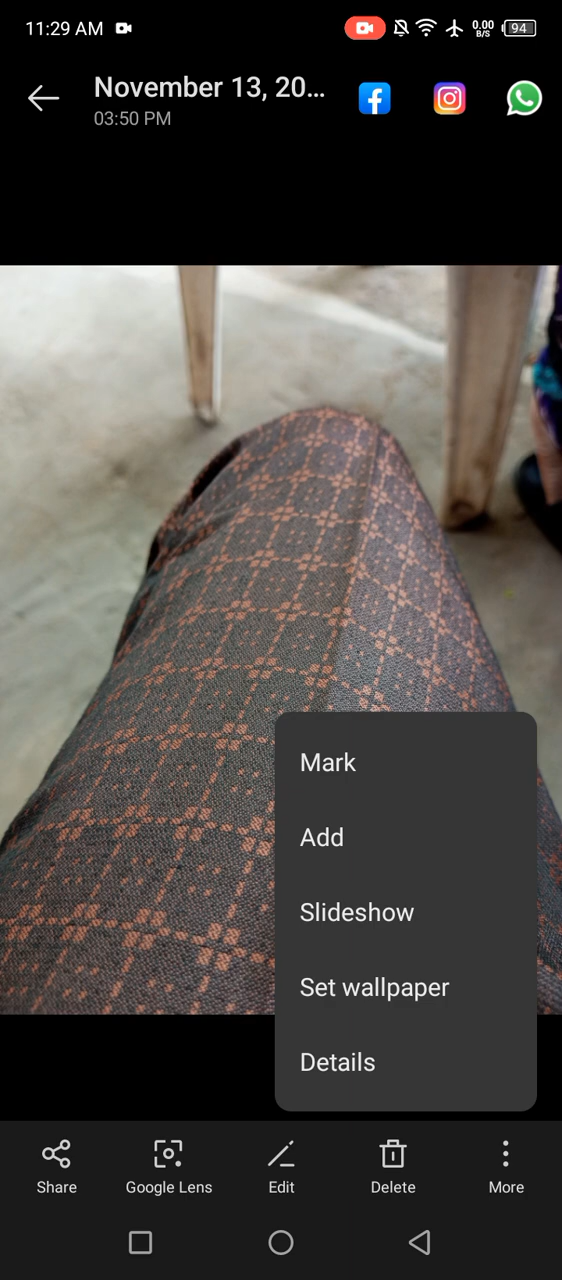 11:29 AM
0.00
B/S
94
November 13, 20...
03:50 PM
Mark
Add
Slideshow
Set wallpaper
Details
Share
Google Lens
Edit
Delete
More